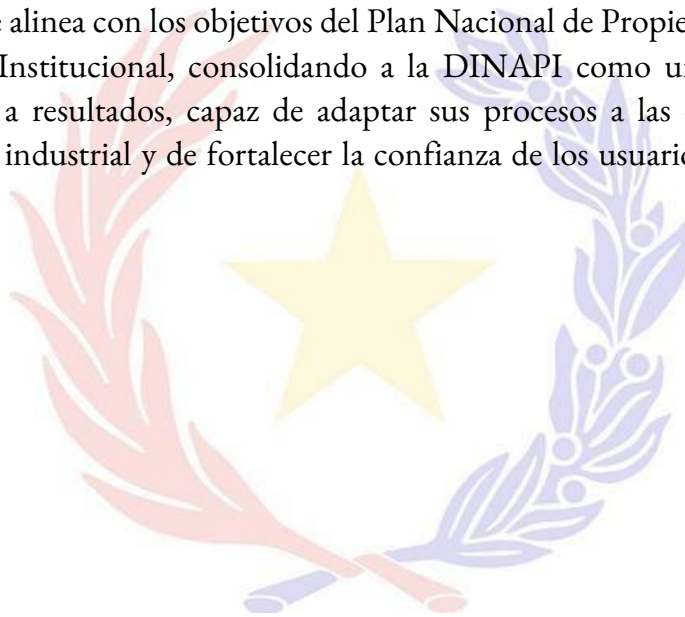 alinea con los objetivos del Plan Nacional de Propie
Institucional, consolidando a la DINAPI como u
a resultados, capaz de adaptar sus procesos a las
industrial y de fortalecer la confianza de los usuario